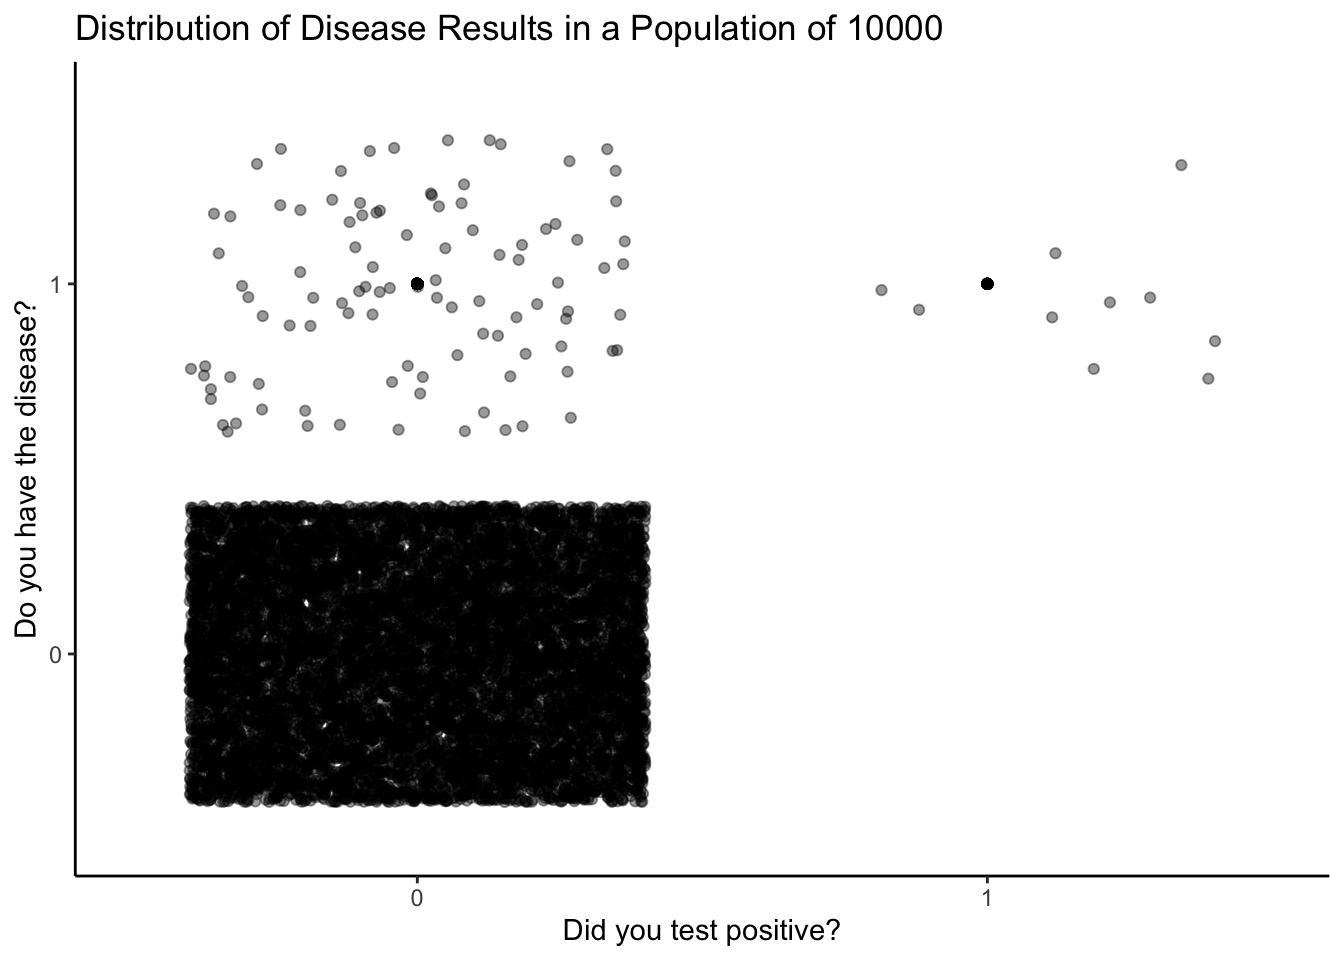 Distribution of Disease Results in a Population of 10000
Do you have the disease?
1
0
0
1
Did you test positive?